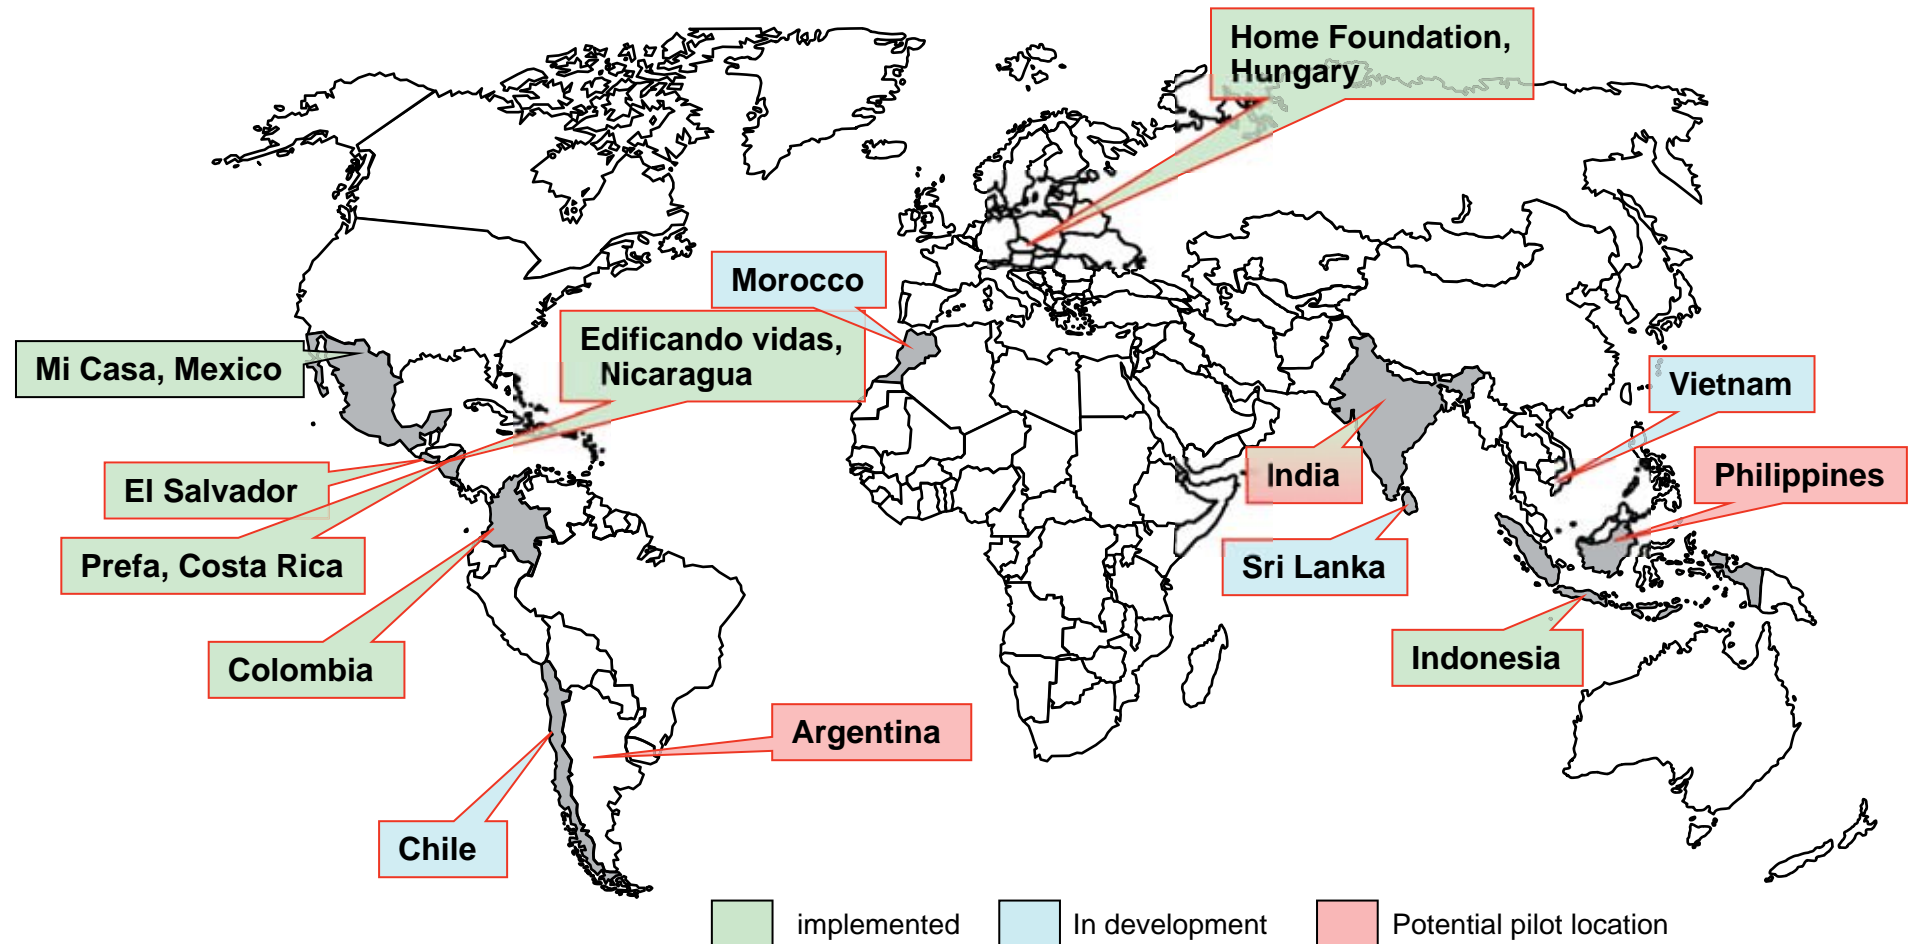 Home Foundation,
Hungary
Morocco
Edificando vidas,
Nicaragua
Mi Casa, Mexico
Vietnam
El Salvador
India
Philippines
Prefa, Costa Rica
Sri Lanka
Colombia
Indonesia
Argentina
Chile
implemented
In development
Potential pilot location